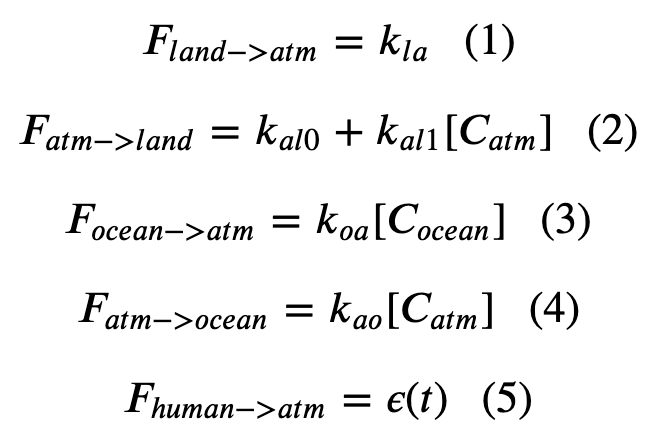 F_{land->atm} = k_{la} (1)
F_{atm->land} = k_{al0} + k_{al1}[C_{atm}] (2)
F_{ocean->atm} = k_{oa}[C_{ocean}] (3)
F_{atm->ocean} = k_{ao}[C_{atm}] (4)
F_{human->atm} = ϵ(t) (5)